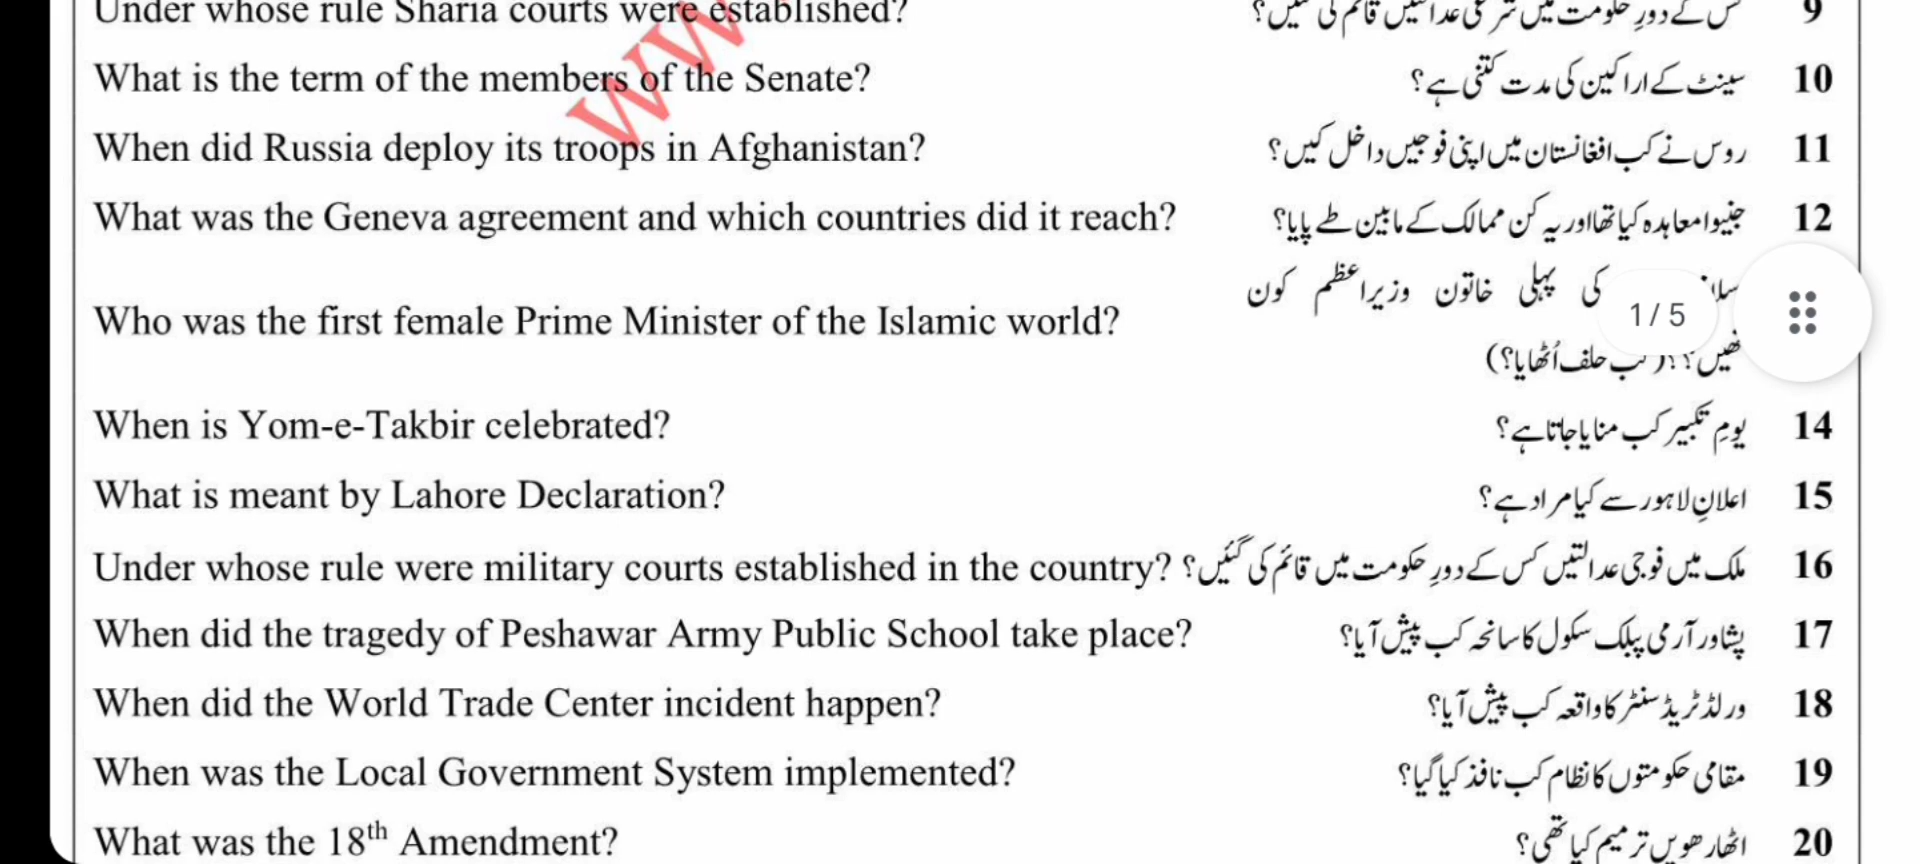 Under whose rule Sharia courts were established? کس کے دورِ حکومت میں شرعی عدالتیں قائم کی گئیں؟ 9
What is the term of the members of the Senate? سینٹ کے اراکین کی مدت کتنی ہے؟ 10
When did Russia deploy its troops in Afghanistan? روس نے کب افغانستان میں اپنی فوجیں داخل کیں؟ 11
What was the Geneva agreement and which countries did it reach? جنیوا معاہدہ کیا تھا اور یہ کن ممالک کے مابین طے پایا؟ 12
کی پہلی خاتون وزیراعظم کون
Who was the first female Prime Minister of the Islamic world? 1/5
حلف اُٹھایا؟)
When is Yom-e-Takbir celebrated? یومِ تکبیر کب منایا جاتا ہے؟ 14
What is meant by Lahore Declaration? اعلانِ لاہور سے کیا مراد ہے؟ 15
Under whose rule were military courts established in the country? ملک میں فوجی عدالتیں کس کے دورِ حکومت میں قائم کی گئیں؟ 16
When did the tragedy of Peshawar Army Public School take place? پشاور آرمی پبلک سکول کا سانحہ کب پیش آیا؟ 17
When did the World Trade Center incident happen? ورلڈ ٹریڈ سنٹر کا واقعہ کب پیش آیا؟ 18
When was the Local Government System implemented? مقامی حکومتوں کا نظام کب نافذ کیا گیا؟ 19
What was the 18th Amendment? اٹھارھویں ترمیم کیا تھی؟ 20